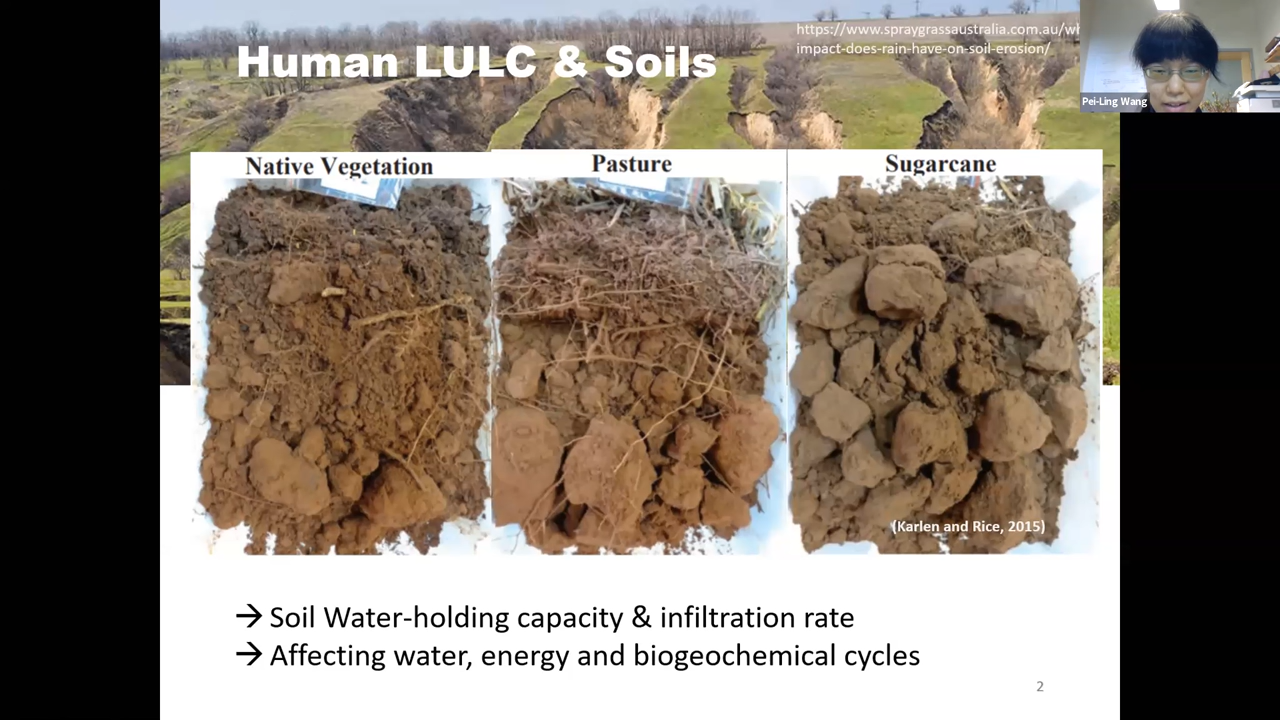 Human LULC & Soils
https://www.spraygrassaustralia.com.au/wh
impact-does-rain-have-on-soil-erosion/
Pei-Ling Wang
Native Vegetation
Pasture
Sugarcane
(Karlen and Rice, 2015)
→ Soil Water-holding capacity & infiltration rate
→ Affecting water, energy and biogeochemical cycles
2